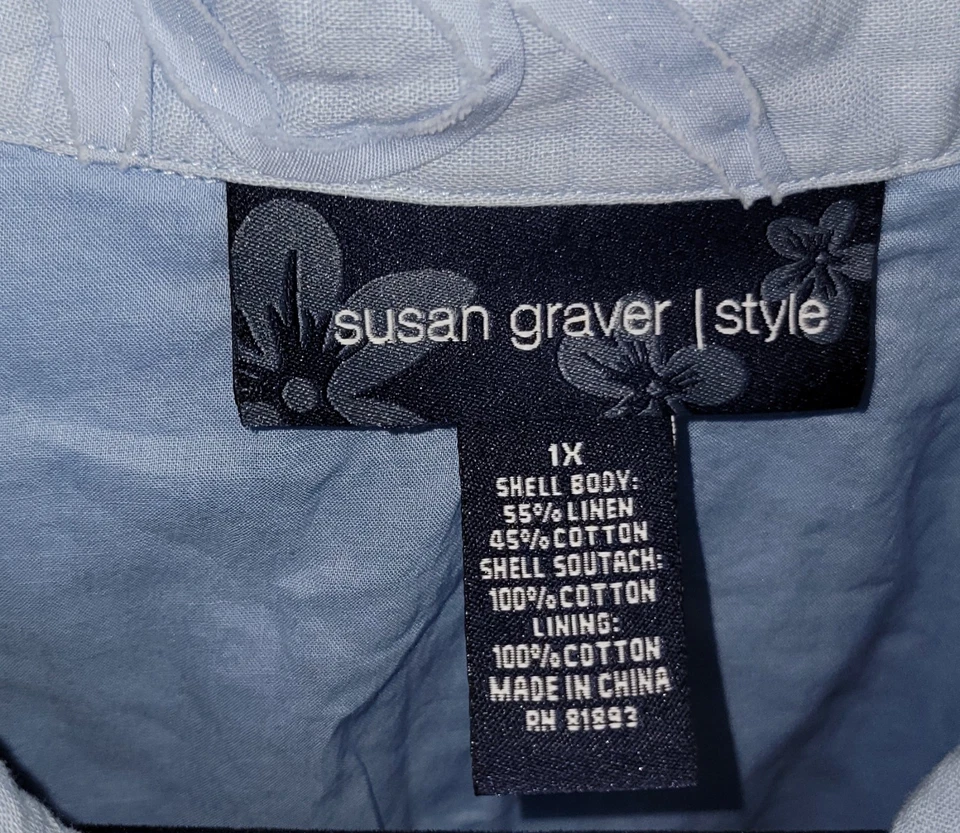 susan graver | style
1X
SHELL BODY:
55% LINEN
45% COTTON
SHELL SOUTACH:
100% COTTON
LINING:
100% COTTON
MADE IN CHINA
RN 81893